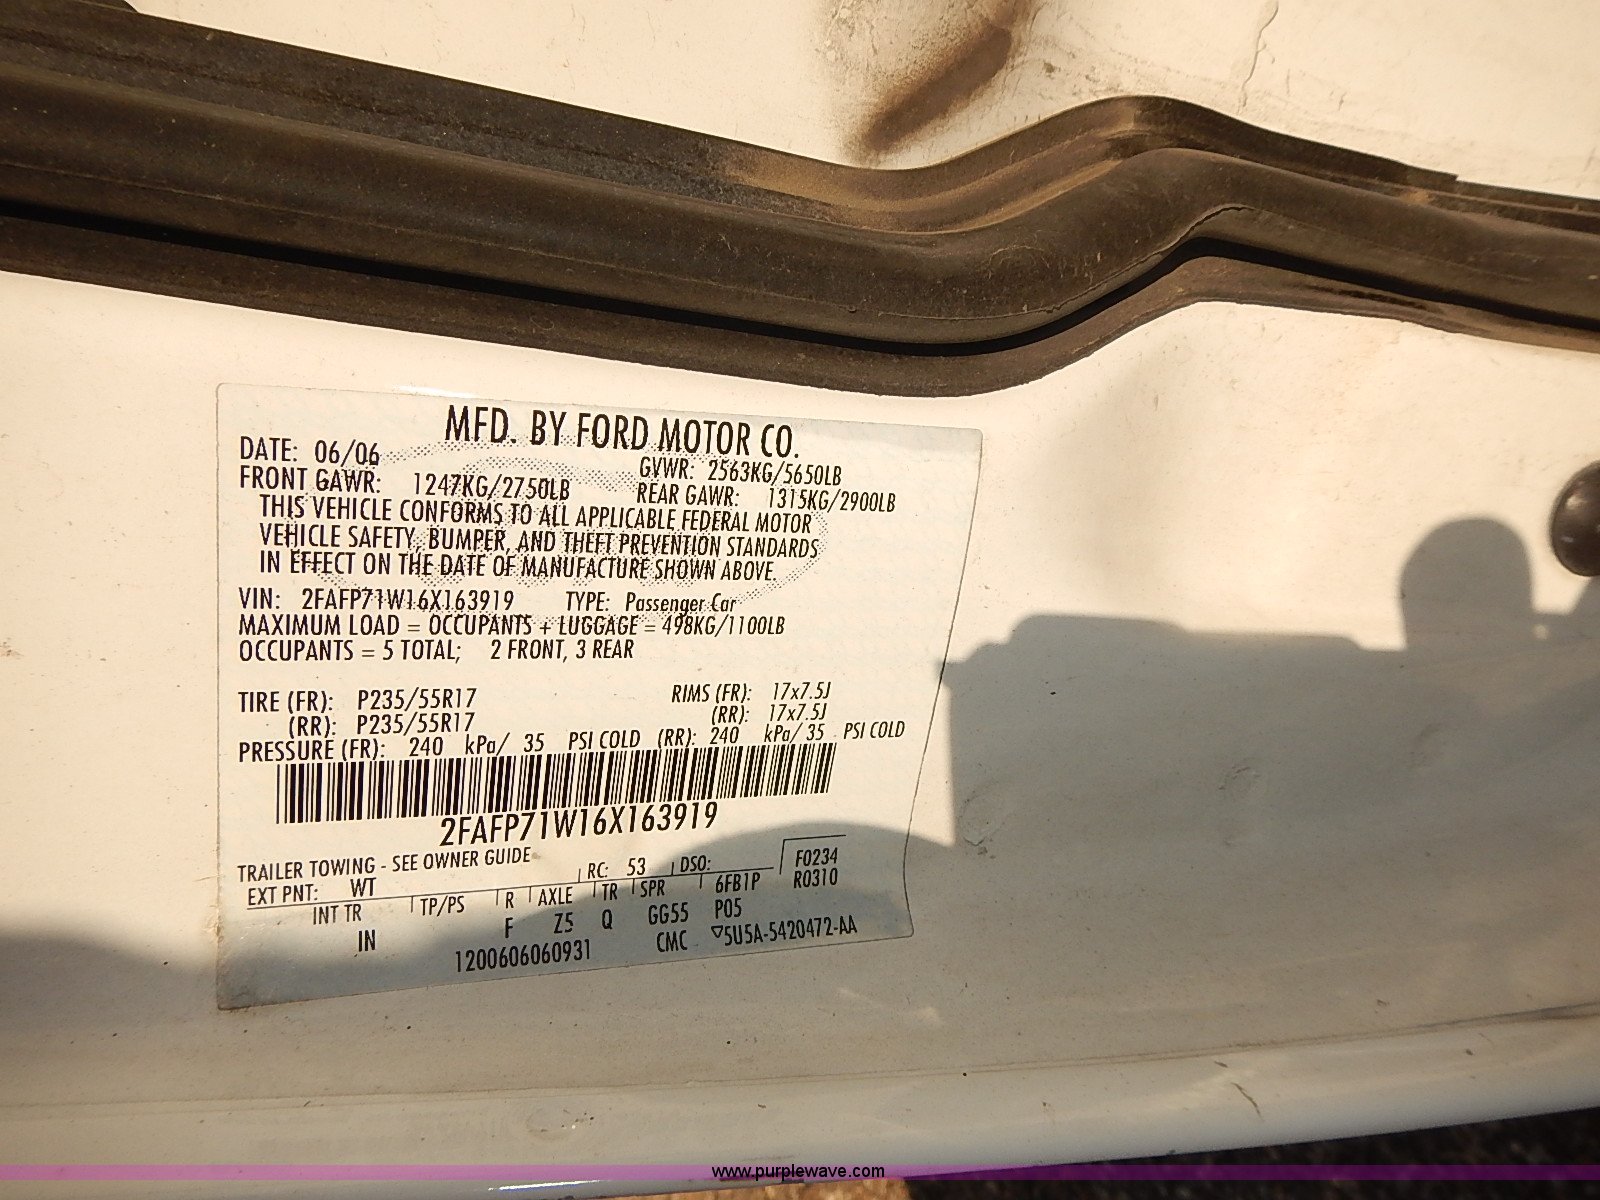 MFD. BY FORD MOTOR CO.
DATE: 06/06 GVWR: 2563KG/5650LB
FRONT GAWR: 1247KG/2750LB REAR GAWR: 1315KG/2900LB
THIS VEHICLE CONFORMS TO ALL APPLICABLE FEDERAL MOTOR
VEHICLE SAFETY, BUMPER, AND THEFT PREVENTION STANDARDS
IN EFFECT ON THE DATE OF MANUFACTURE SHOWN ABOVE.
VIN: 2FAFP71W16X163919 TYPE: Passenger Car
MAXIMUM LOAD = OCCUPANTS + LUGGAGE = 498KG/1100LB
OCCUPANTS = 5 TOTAL; 2 FRONT, 3 REAR
TIRE (FR): P235/55R17 RIMS (FR): 17x7.5J
(RR): P235/55R17 (RR): 17x7.5J
PRESSURE (FR): 240 kPa/ 35 PSI COLD (RR): 240 kPa/ 35 PSI COLD
2FAFP71W16X163919
TRAILER TOWING - SEE OWNER GUIDE
EXT PNT: WT RC: 53 DSO: F0234
INT TR TP/PS R AXLE TR SPR 6FB1P R0310
IN F Z5 Q GG55 P05
1200606060931 CMC ▽5U5A-5420472-AA
www.purplewave.com